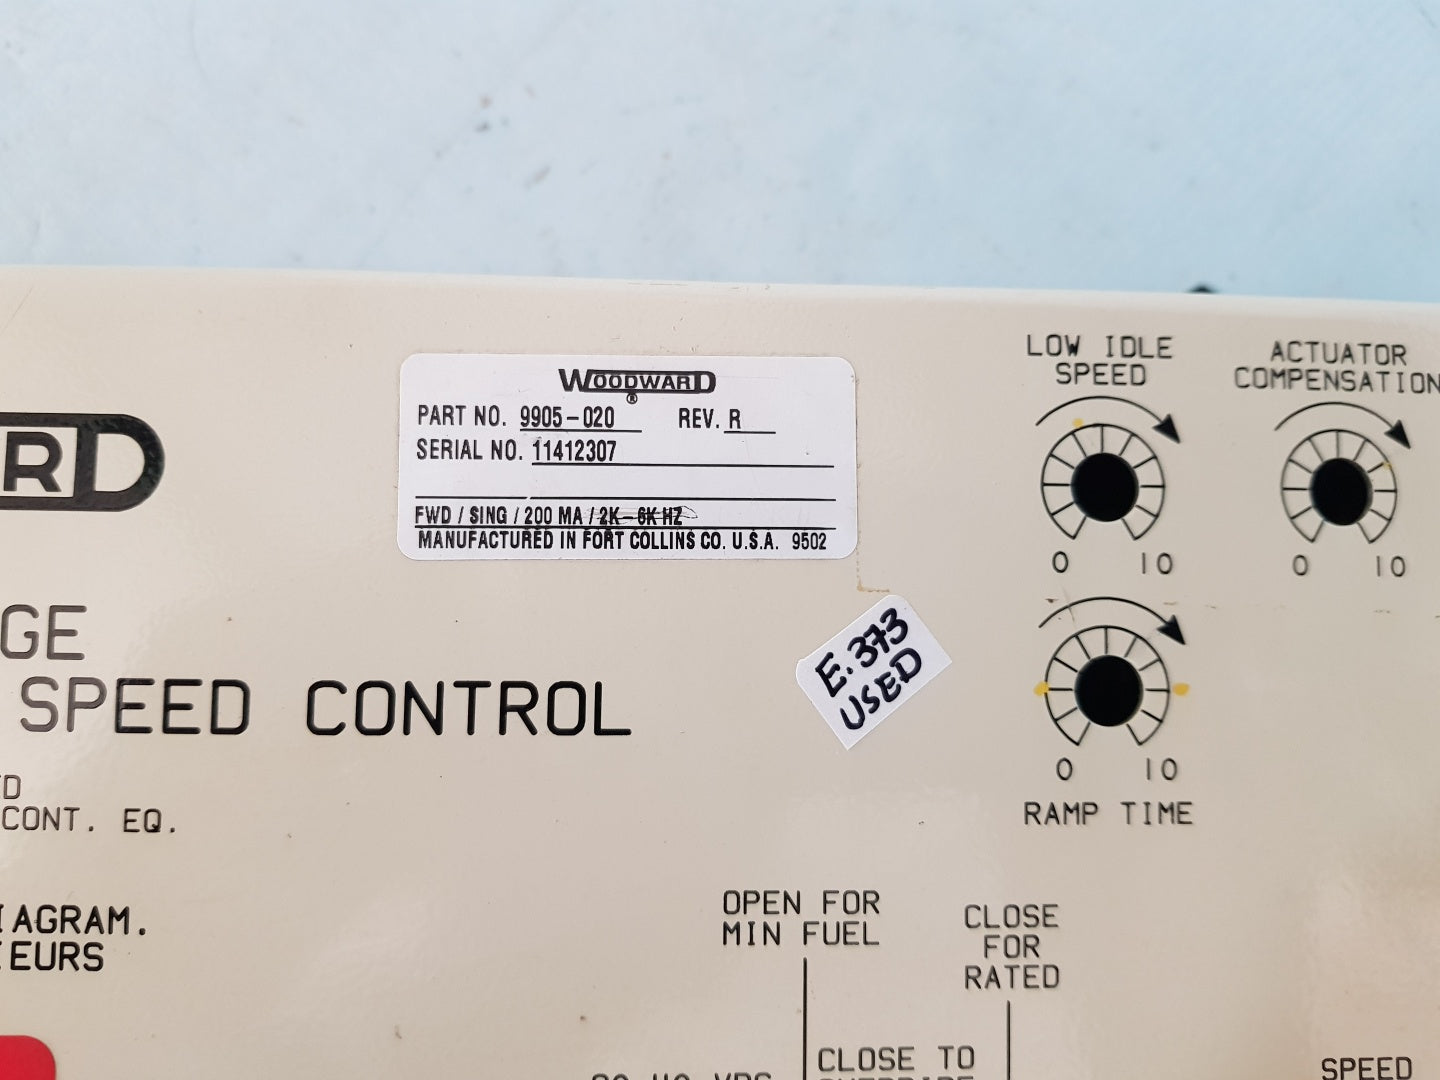 LOW IDLE
SPEED
ACTUATOR
COMPENSATION
WOODWARD
®
PART NO. 9905-020 REV. R
SERIAL NO. 11412307
FWD / SING / 200 MA / 2K-6K HZ
MANUFACTURED IN FORT COLLINS CO. U.S.A. 9502
RD
0 10
0 10
E.373
USED
GE
SPEED CONTROL
0 10
RAMP TIME
D
CONT. EQ.
IAGRAM.
EURS
OPEN FOR
MIN FUEL
CLOSE
FOR
RATED
CLOSE TO
SPEED